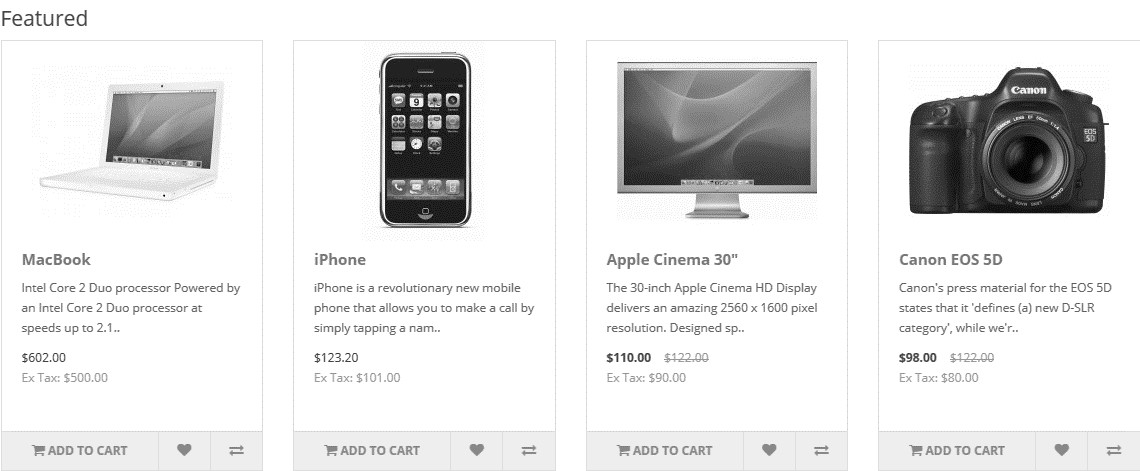 Featured
MacBook
Intel Core 2 Duo processor Powered by
an Intel Core 2 Duo processor at
speeds up to 2.1..
$602.00
Ex Tax: $500.00
ADD TO CART
iPhone
iPhone is a revolutionary new mobile
phone that allows you to make a call by
simply tapping a nam..
$123.20
Ex Tax: $101.00
ADD TO CART
Apple Cinema 30"
The 30-inch Apple Cinema HD Display
delivers an amazing 2560 x 1600 pixel
resolution. Designed sp..
$110.00 $122.00
Ex Tax: $90.00
ADD TO CART
Canon
EOS
5D
Canon EOS 5D
Canon's press material for the EOS 5D
states that it 'defines (a) new D-SLR
category', while we'r..
$98.00 $122.00
Ex Tax: $80.00
ADD TO CART